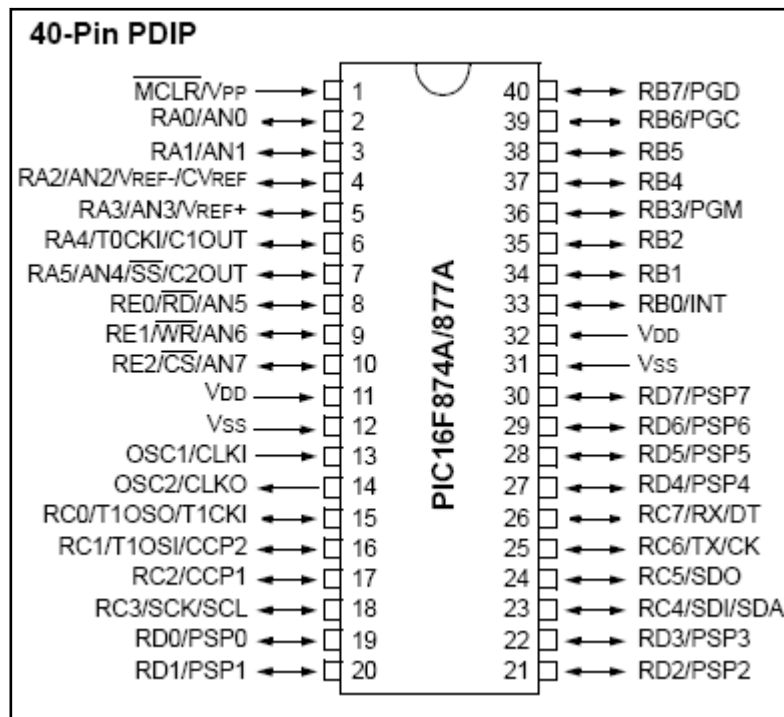 40-Pin PDIP
MCLR/VPP 1 40 RB7/PGD
RA0/AN0 2 39 RB6/PGC
RA1/AN1 3 38 RB5
RA2/AN2/VREF-/CVREF 4 37 RB4
RA3/AN3/VREF+ 5 36 RB3/PGM
RA4/T0CKI/C1OUT 6 35 RB2
RA5/AN4/SS/C2OUT 7 34 RB1
RE0/RD/AN5 8 33 RB0/INT
RE1/WR/AN6 9 32 VDD
RE2/CS/AN7 10 31 VSS
VDD 11 30 RD7/PSP7
VSS 12 29 RD6/PSP6
OSC1/CLKI 13 28 RD5/PSP5
OSC2/CLKO 14 27 RD4/PSP4
RC0/T1OSO/T1CKI 15 26 RC7/RX/DT
RC1/T1OSI/CCP2 16 25 RC6/TX/CK
RC2/CCP1 17 24 RC5/SDO
RC3/SCK/SCL 18 23 RC4/SDI/SDA
RD0/PSP0 19 22 RD3/PSP3
RD1/PSP1 20 21 RD2/PSP2
PIC16F874A/877A